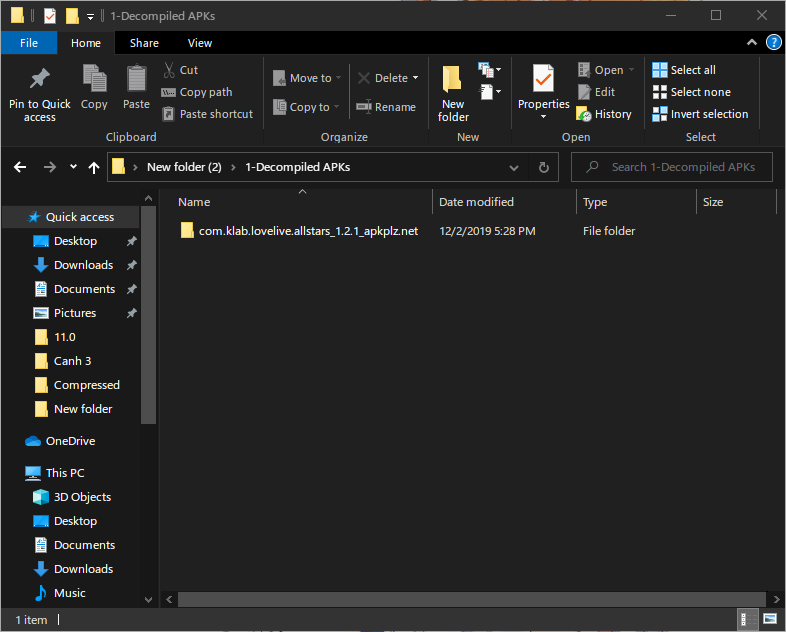 1-Decompiled APKs
File Home Share View
Pin to Quick access
Copy
Paste
Cut
Copy path
Paste shortcut
Clipboard
Move to
Copy to
Delete
Rename
Organize
New folder
New
Properties
Open
Edit
History
Open
Select all
Select none
Invert selection
Select
New folder (2) 1-Decompiled APKs
Search 1-Decompiled APKs
Name Date modified Type Size
com.klab.lovelive.allstars_1.2.1_apkplz.net 12/2/2019 5:28 PM File folder
Quick access
Desktop
Downloads
Documents
Pictures
11.0
Canh 3
Compressed
New folder
OneDrive
This PC
3D Objects
Desktop
Documents
Downloads
Music
1 item